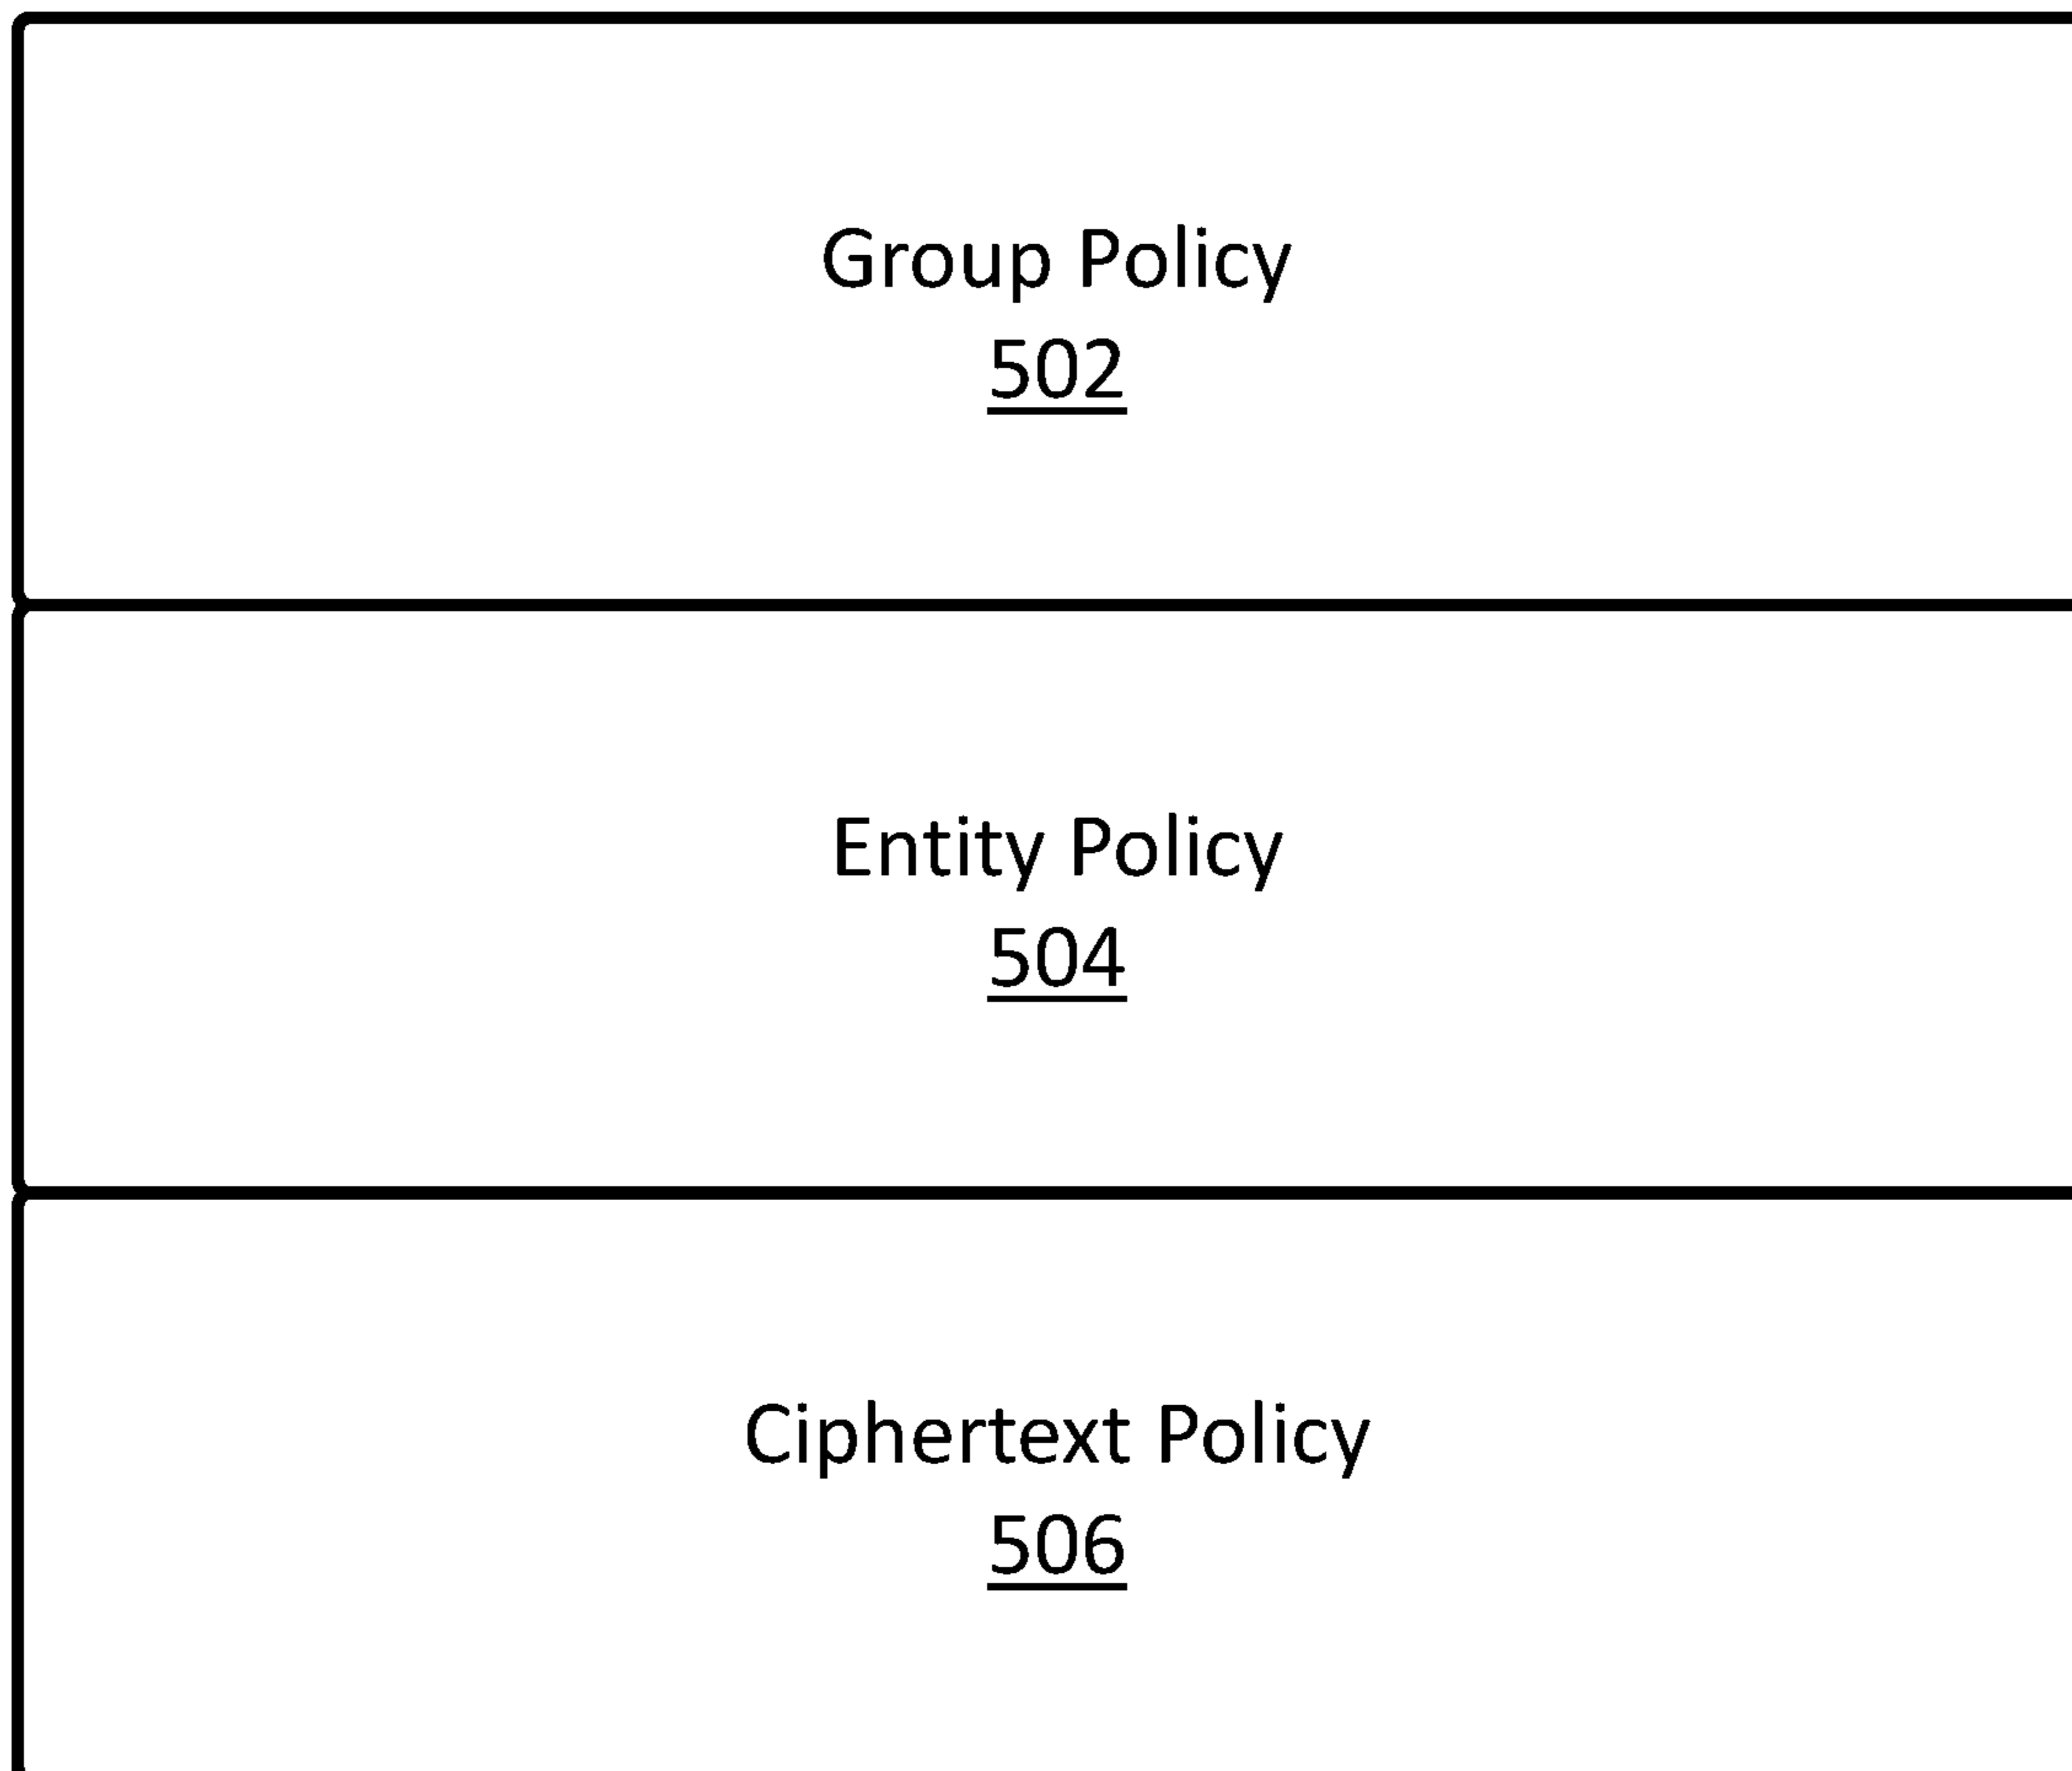 Group Policy
502
Entity Policy
504
Ciphertext Policy
506